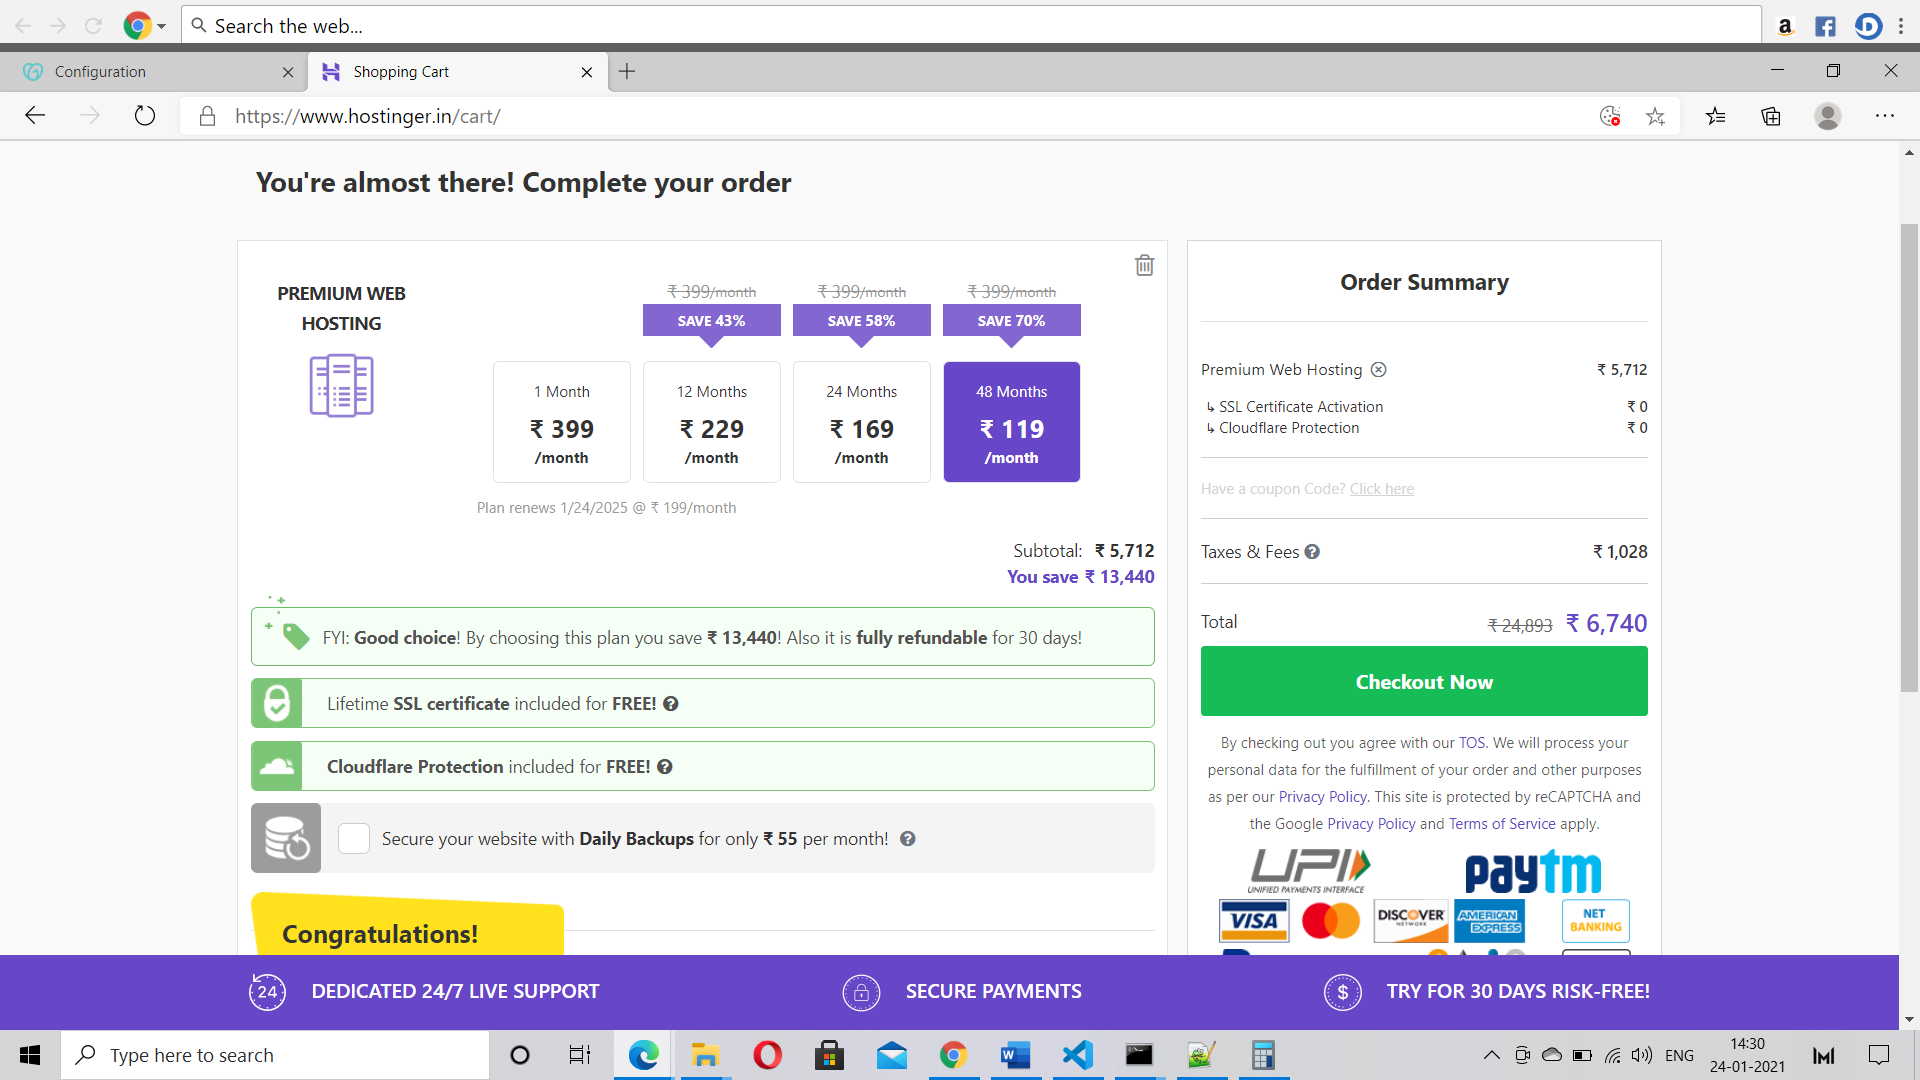 Search the web...
Configuration
Shopping Cart
https://www.hostinger.in/cart/
You're almost there! Complete your order
PREMIUM WEB
HOSTING
₹ 399/month ₹ 399/month ₹ 399/month
SAVE 43% SAVE 58% SAVE 70%
1 Month 12 Months 24 Months 48 Months
₹ 399 ₹ 229 ₹ 169 ₹ 119
/month /month /month /month
Plan renews 1/24/2025 @ ₹ 199/month
Subtotal: ₹ 5,712
You save ₹ 13,440
FYI: Good choice! By choosing this plan you save ₹ 13,440! Also it is fully refundable for 30 days!
Lifetime SSL certificate included for FREE!
Cloudflare Protection included for FREE!
Secure your website with Daily Backups for only ₹ 55 per month!
Congratulations!
Order Summary
Premium Web Hosting ₹ 5,712
↳ SSL Certificate Activation ₹ 0
↳ Cloudflare Protection ₹ 0
Have a coupon Code? Click here
Taxes & Fees ₹ 1,028
Total ₹ 24,893 ₹ 6,740
Checkout Now
By checking out you agree with our TOS. We will process your
personal data for the fulfillment of your order and other purposes
as per our Privacy Policy. This site is protected by reCAPTCHA and
the Google Privacy Policy and Terms of Service apply.
UPI
UNIFIED PAYMENTS INTERFACE
paytm
VISA
DISCOVER
NETWORK
AMERICAN
EXPRESS
NET
BANKING
24 DEDICATED 24/7 LIVE SUPPORT
SECURE PAYMENTS
$ TRY FOR 30 DAYS RISK-FREE!
Type here to search
ENG
14:30
24-01-2021